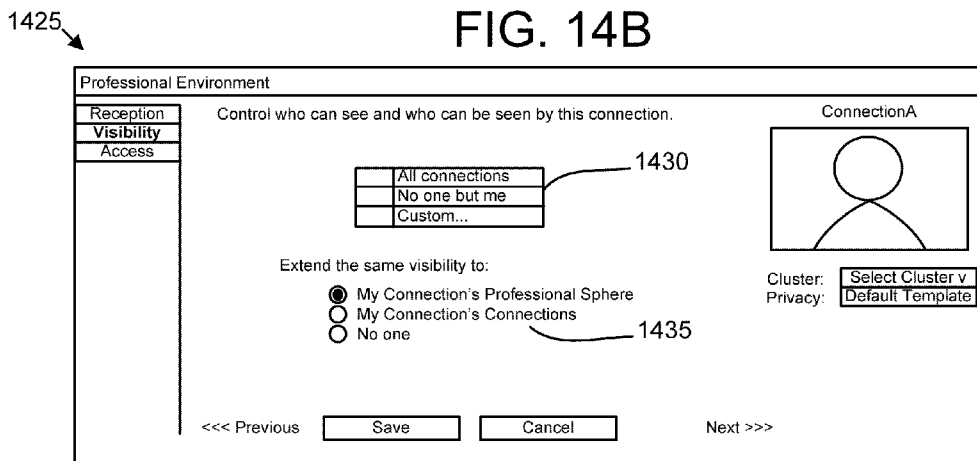 FIG. 14B
1425
Professional Environment
Reception
Visibility
Access
Control who can see and who can be seen by this connection.
ConnectionA
All connections
No one but me
Custom...
1430
Extend the same visibility to:
My Connection's Professional Sphere
My Connection's Connections
No one
1435
Cluster: Select Cluster v
Privacy: Default Template
<<< Previous Save Cancel Next >>>